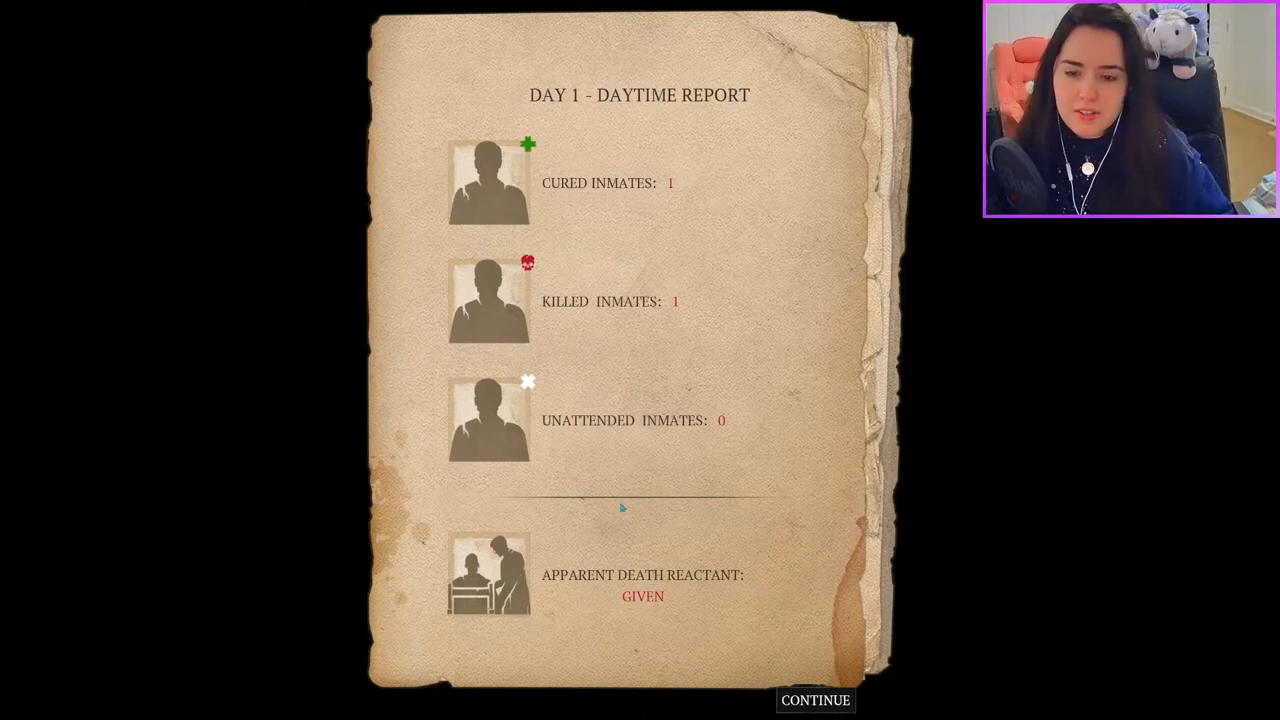 DAY 1 - DAYTIME REPORT
CURED INMATES: 1
KILLED INMATES: 1
UNATTENDED INMATES: 0
APPARENT DEATH REACTANT:
GIVEN
CONTINUE